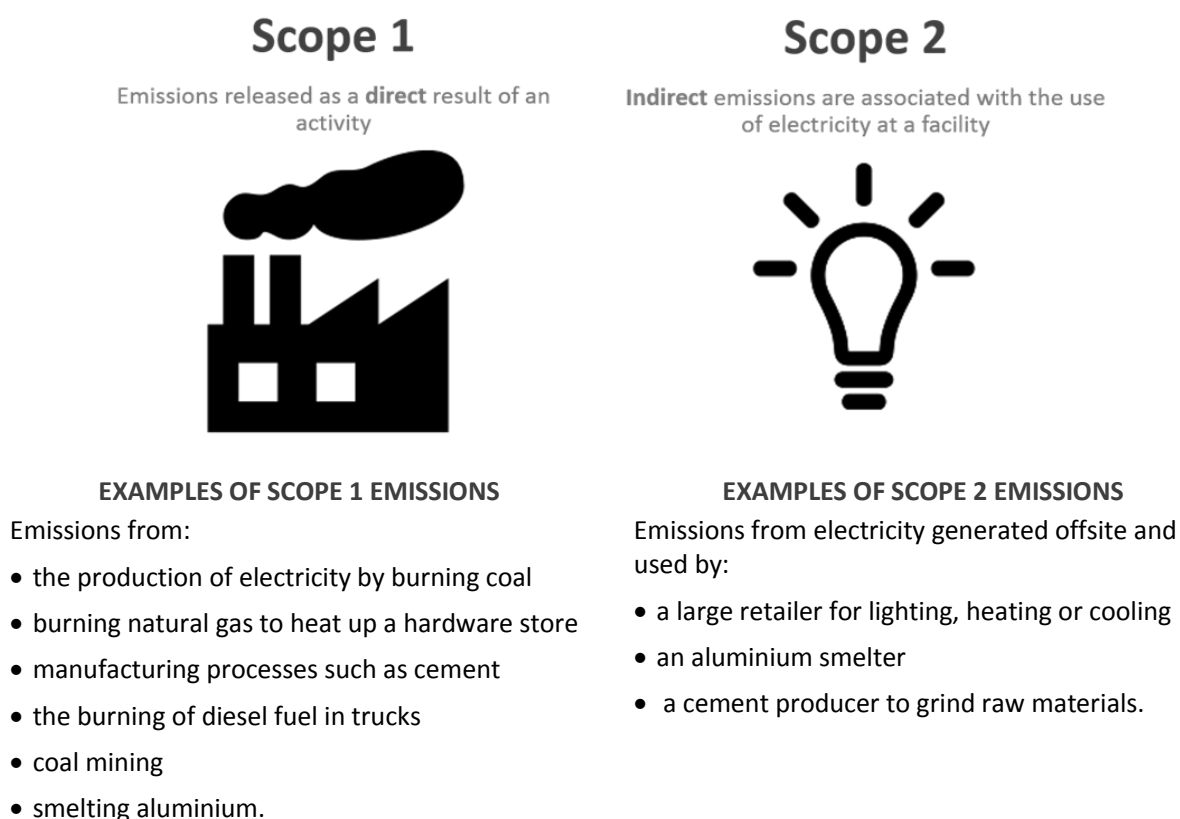 Scope 1
Emissions released as a direct result of an
activity
EXAMPLES OF SCOPE 1 EMISSIONS
Emissions from:
• the production of electricity by burning coal
• burning natural gas to heat up a hardware store
• manufacturing processes such as cement
• the burning of diesel fuel in trucks
• coal mining
• smelting aluminium.
Scope 2
Indirect emissions are associated with the use
of electricity at a facility
EXAMPLES OF SCOPE 2 EMISSIONS
Emissions from electricity generated offsite and
used by:
• a large retailer for lighting, heating or cooling
• an aluminium smelter
• a cement producer to grind raw materials.